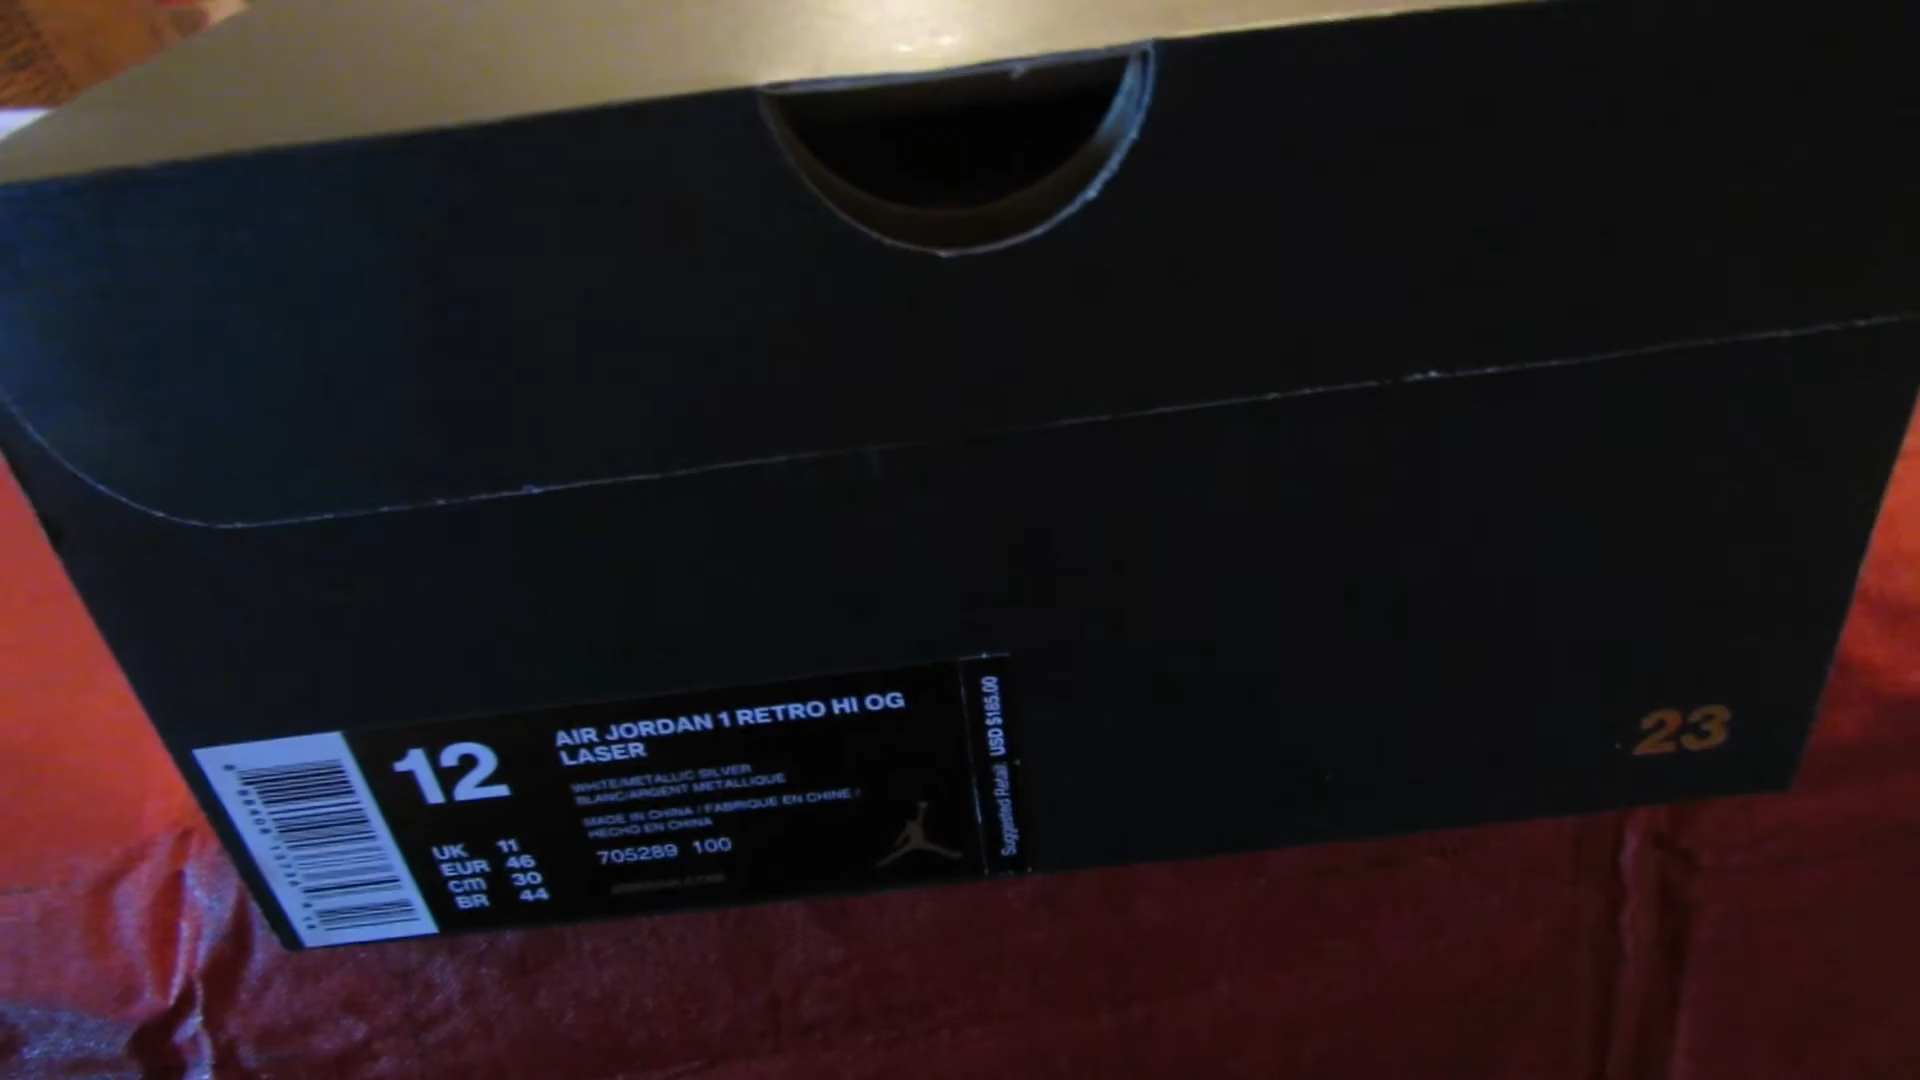 12
AIR JORDAN 1 RETRO HI OG
LASER
WHITE/METALLIC SILVER
BLANC/ARGENT METALLIQUE
MADE IN CHINA / FABRIQUE EN CHINE /
HECHO EN CHINA
705289 100
UK 11
EUR 46
cm 30
BR 44
Suggested Retail USD $185.00
23